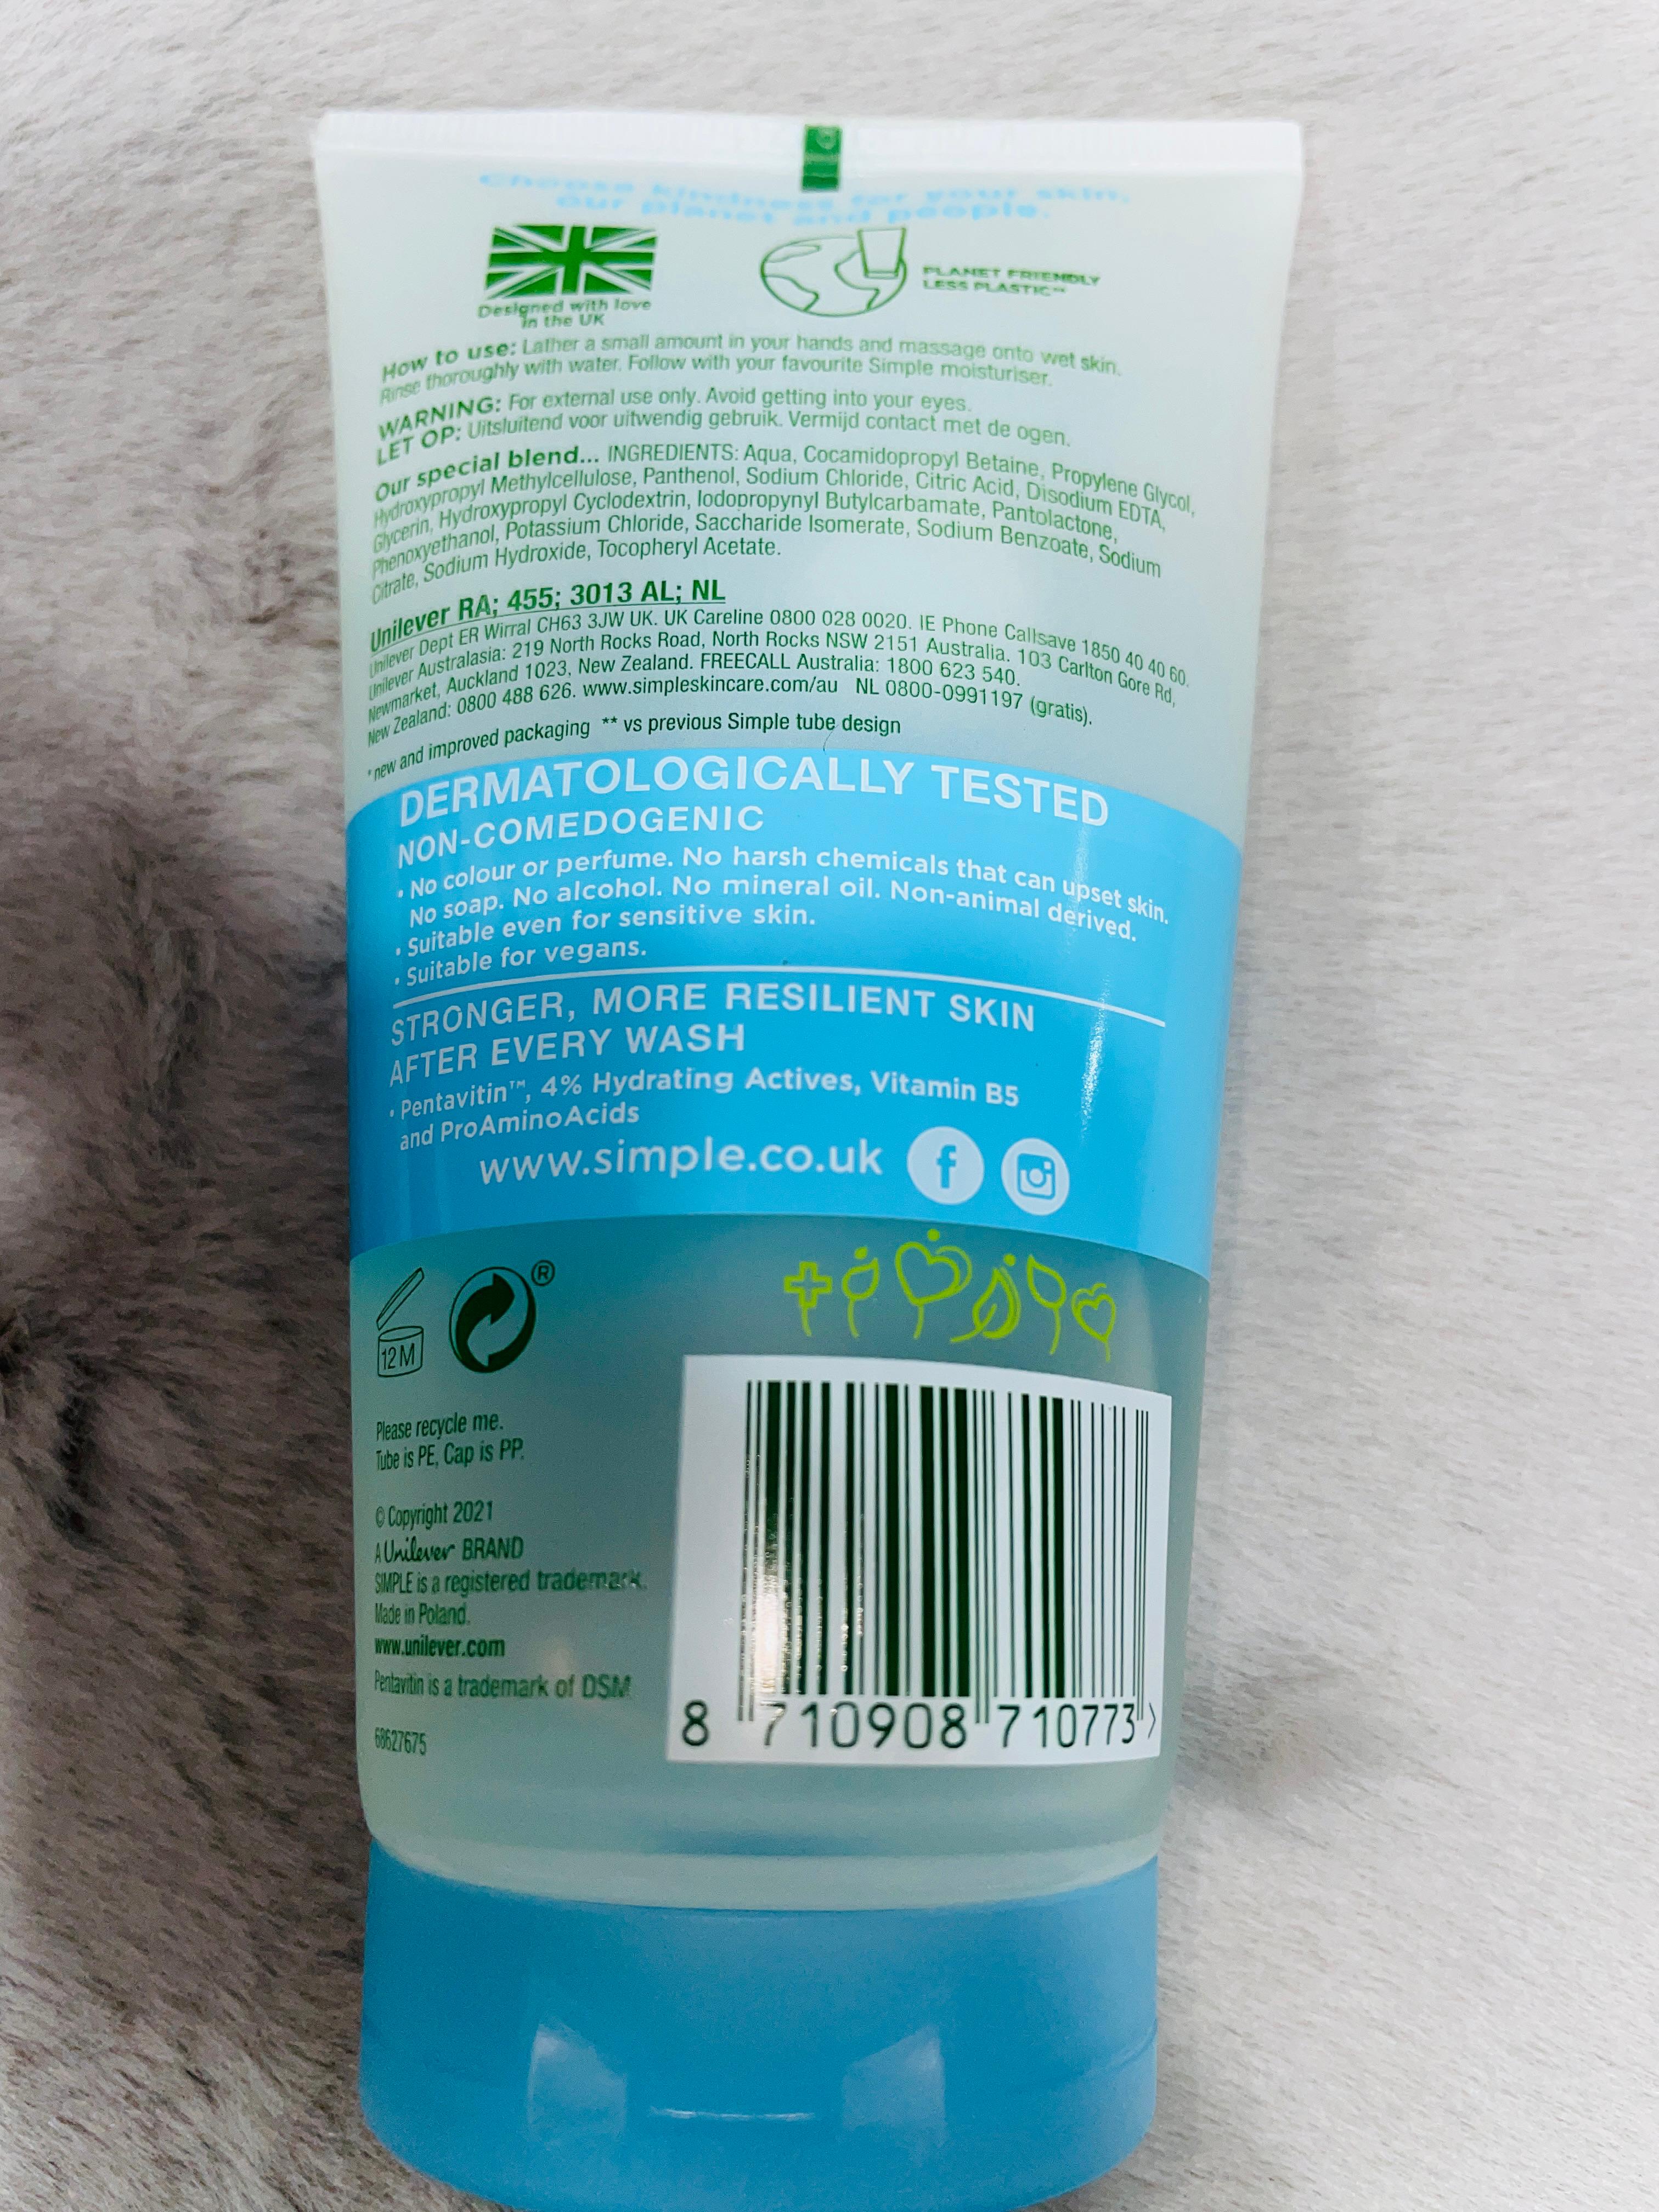 Choose kindness for your skin,
our planet and people.
Designed with love
in the UK
PLANET FRIENDLY
LESS PLASTIC**
How to use: Lather a small amount in your hands and massage onto wet skin.
Rinse thoroughly with water. Follow with your favourite Simple moisturiser.
WARNING: For external use only. Avoid getting into your eyes.
LET OP: Uitsluitend voor uitwendig gebruik. Vermijd contact met de ogen.
Our special blend... INGREDIENTS: Aqua, Cocamidopropyl Betaine, Propylene Glycol,
Hydroxypropyl Methylcellulose, Panthenol, Sodium Chloride, Citric Acid, Disodium EDTA,
Glycerin, Hydroxypropyl Cyclodextrin, Iodopropynyl Butylcarbamate, Pantolactone,
Phenoxyethanol, Potassium Chloride, Saccharide Isomerate, Sodium Benzoate, Sodium
Citrate, Sodium Hydroxide, Tocopheryl Acetate.
Unilever RA; 455; 3013 AL; NL
Unilever Dept ER Wirral CH63 3JW UK. UK Careline 0800 028 0020. IE Phone Callsave 1850 40 40 60.
Unilever Australasia: 219 North Rocks Road, North Rocks NSW 2151 Australia. 103 Carlton Gore Rd,
Newmarket, Auckland 1023, New Zealand. FREECALL Australia: 1800 623 540.
New Zealand: 0800 488 626. www.simpleskincare.com/au NL 0800-0991197 (gratis).
*new and improved packaging ** vs previous Simple tube design
DERMATOLOGICALLY TESTED
NON-COMEDOGENIC
• No colour or perfume. No harsh chemicals that can upset skin.
No soap. No alcohol. No mineral oil. Non-animal derived.
• Suitable even for sensitive skin.
• Suitable for vegans.
STRONGER, MORE RESILIENT SKIN
AFTER EVERY WASH
• Pentavitin™, 4% Hydrating Actives, Vitamin B5
and ProAminoAcids
www.simple.co.uk
12M
®
Please recycle me.
Tube is PE, Cap is PP.
© Copyright 2021
A Unilever BRAND
SIMPLE is a registered trademark.
Made in Poland.
www.unilever.com
Pentavitin is a trademark of DSM
68627675
8 710908 710773 >